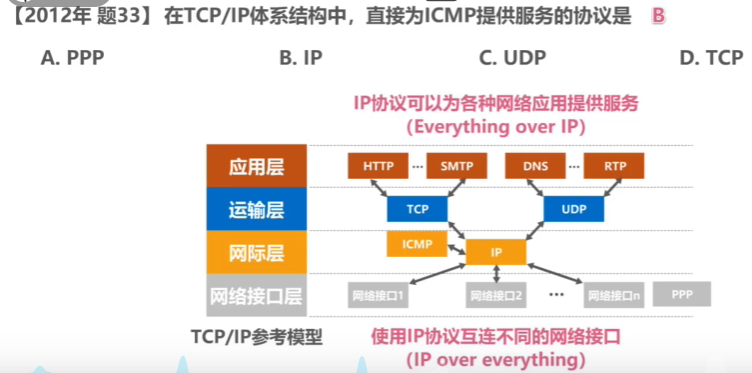 【2012年 题33】在TCP/IP体系结构中，直接为ICMP提供服务的协议是 B
A. PPP B. IP C. UDP D. TCP
IP协议可以为各种网络应用提供服务
（Everything over IP）
应用层 HTTP ··· SMTP DNS ··· RTP
运输层 TCP UDP
网际层 ICMP IP
网络接口层 网络接口1 网络接口2 ··· 网络接口n PPP
TCP/IP参考模型 使用IP协议互连不同的网络接口
（IP over everything）